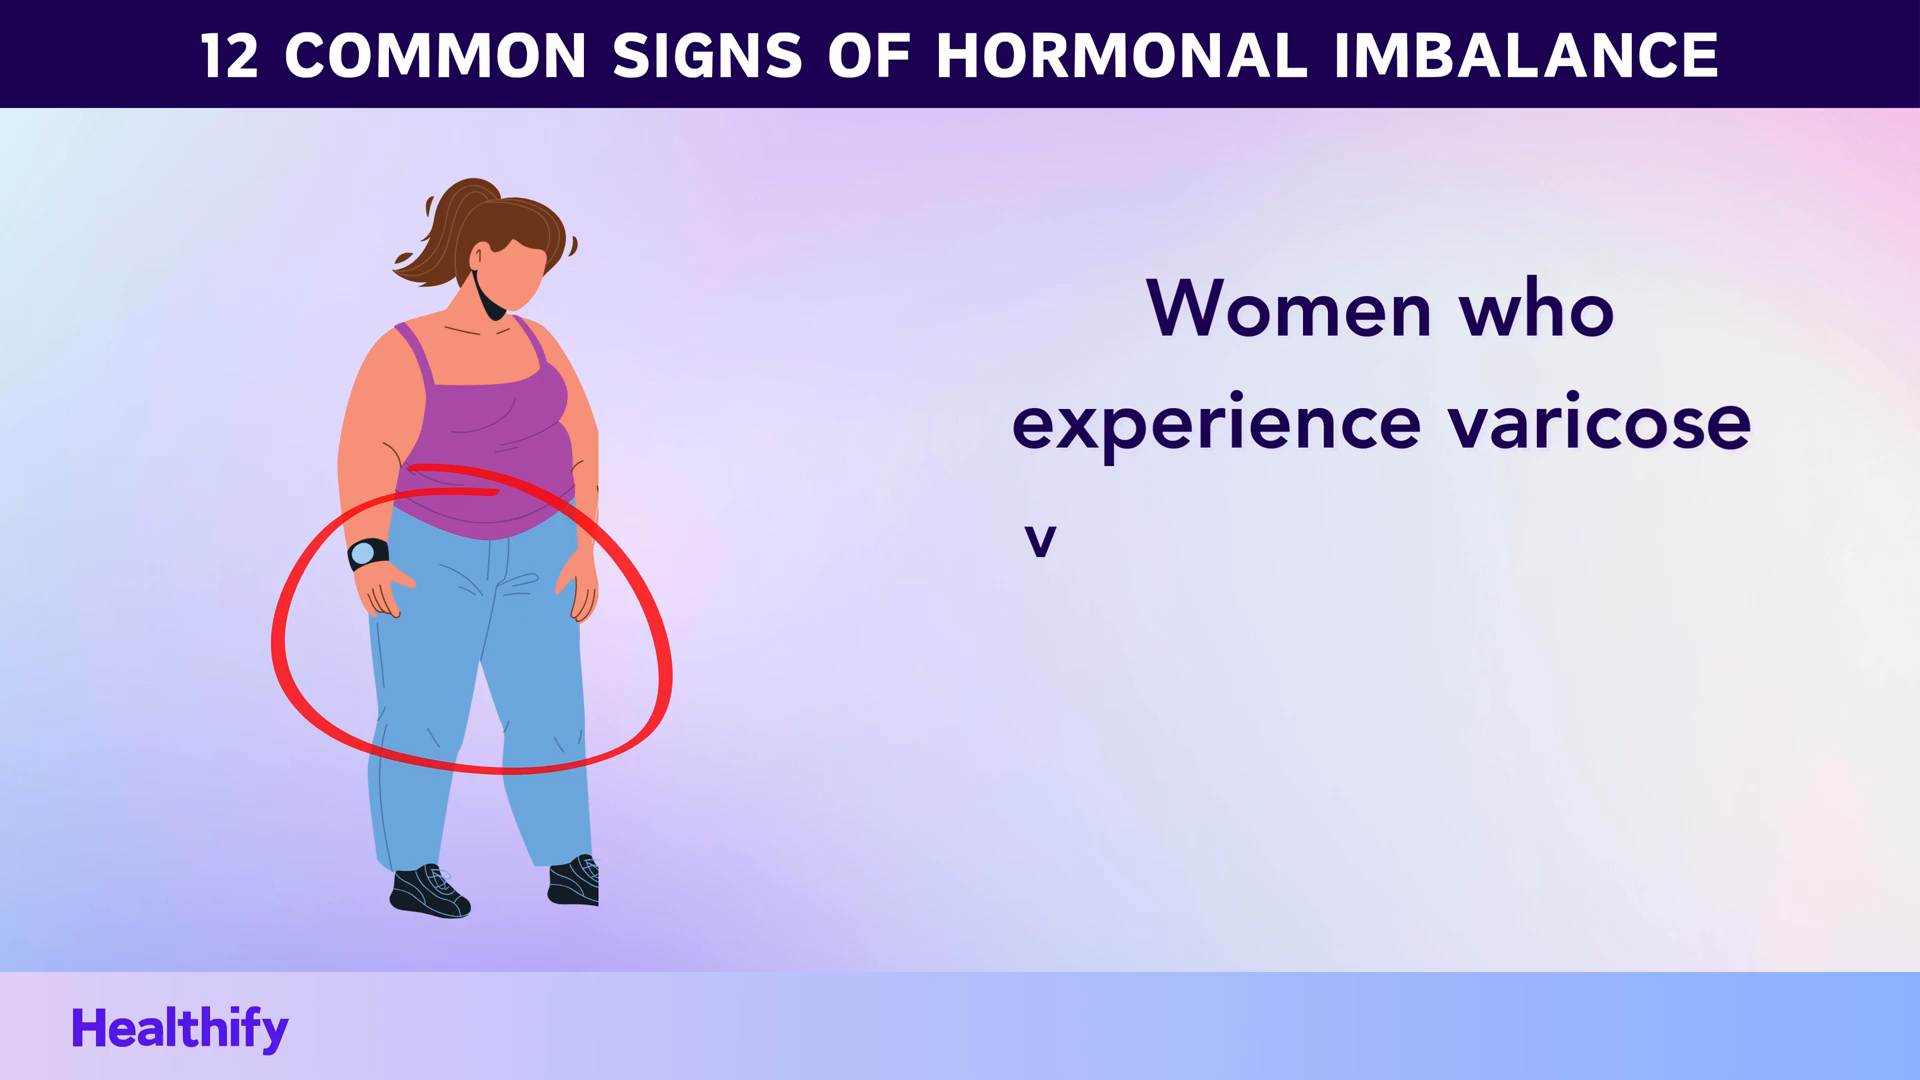 12 COMMON SIGNS OF HORMONAL IMBALANCE
Women who
experience varicose
v
Healthify